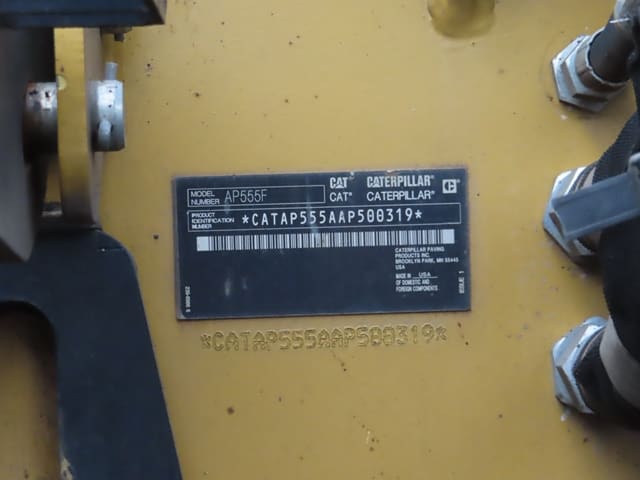 MODEL NUMBER AP555F
CAT CATERPILLAR
CAT® CATERPILLAR®
PRODUCT IDENTIFICATION NUMBER *CATAP555AAP500319*
CATERPILLAR PAVING
PRODUCTS INC.
BROOKLYN PARK, MN 55445
USA
MADE IN USA
OF DOMESTIC AND
FOREIGN CONTENT
ISSUE 1
*CATAP555AAP500319*